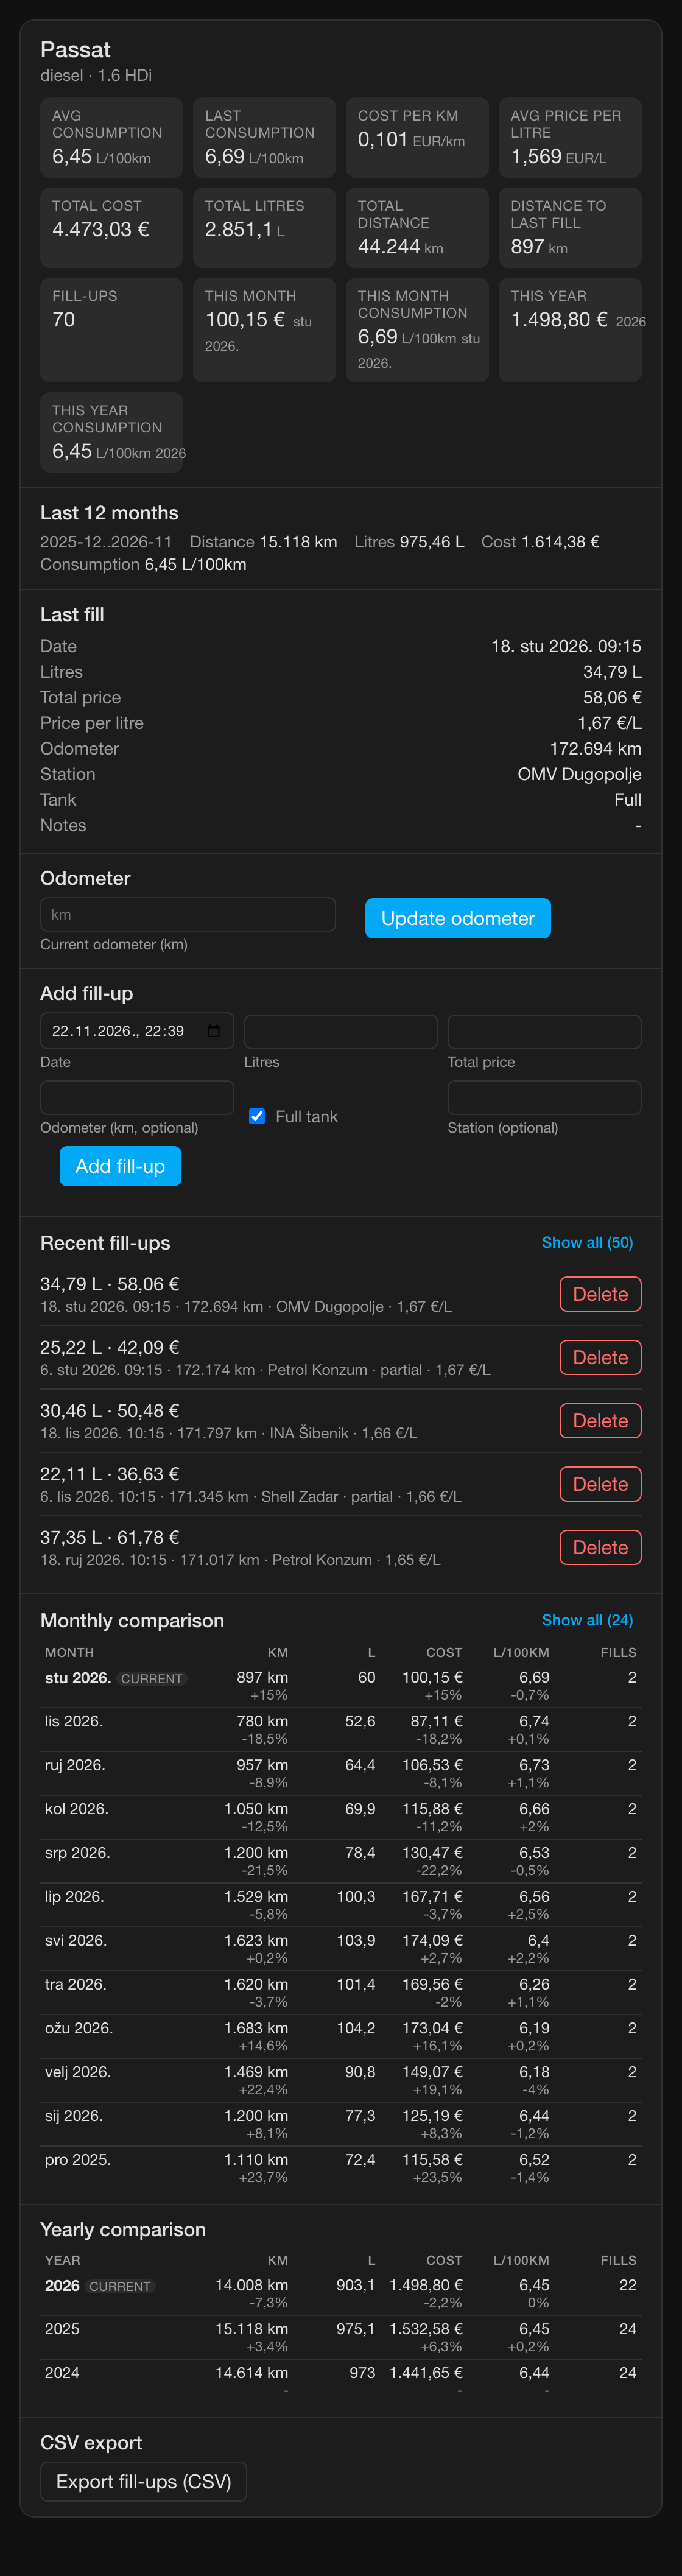 Passat
diesel · 1.6 HDi
AVG CONSUMPTION
6,45 L/100km
LAST CONSUMPTION
6,69 L/100km
COST PER KM
0,101 EUR/km
AVG PRICE PER LITRE
1,569 EUR/L
TOTAL COST
4.473,03 €
TOTAL LITRES
2.851,1 L
TOTAL DISTANCE
44.244 km
DISTANCE TO LAST FILL
897 km
FILL-UPS
70
THIS MONTH
100,15 € stu 2026.
THIS MONTH CONSUMPTION
6,69 L/100km stu 2026.
THIS YEAR
1.498,80 € 2026
THIS YEAR CONSUMPTION
6,45 L/100km 2026
Last 12 months
2025-12..2026-11 Distance 15.118 km Litres 975,46 L Cost 1.614,38 €
Consumption 6,45 L/100km
Last fill
Date 18. stu 2026. 09:15
Litres 34,79 L
Total price 58,06 €
Price per litre 1,67 €/L
Odometer 172.694 km
Station OMV Dugopolje
Tank Full
Notes -
Odometer
km
Update odometer
Current odometer (km)
Add fill-up
22.11.2026., 22:39
Date Litres Total price
Full tank
Odometer (km, optional) Station (optional)
Add fill-up
Recent fill-ups Show all (50)
34,79 L · 58,06 €
18. stu 2026. 09:15 · 172.694 km · OMV Dugopolje · 1,67 €/L
Delete
25,22 L · 42,09 €
6. stu 2026. 09:15 · 172.174 km · Petrol Konzum · partial · 1,67 €/L
Delete
30,46 L · 50,48 €
18. lis 2026. 10:15 · 171.797 km · INA Šibenik · 1,66 €/L
Delete
22,11 L · 36,63 €
6. lis 2026. 10:15 · 171.345 km · Shell Zadar · partial · 1,66 €/L
Delete
37,35 L · 61,78 €
18. ruj 2026. 10:15 · 171.017 km · Petrol Konzum · 1,65 €/L
Delete
Monthly comparison Show all (24)
MONTH KM L COST L/100KM FILLS
stu 2026. CURRENT 897 km 60 100,15 € 6,69 2
+15% +15% -0,7%
lis 2026. 780 km 52,6 87,11 € 6,74 2
-18,5% -18,2% +0,1%
ruj 2026. 957 km 64,4 106,53 € 6,73 2
-8,9% -8,1% +1,1%
kol 2026. 1.050 km 69,9 115,88 € 6,66 2
-12,5% -11,2% +2%
srp 2026. 1.200 km 78,4 130,47 € 6,53 2
-21,5% -22,2% -0,5%
lip 2026. 1.529 km 100,3 167,71 € 6,56 2
-5,8% -3,7% +2,5%
svi 2026. 1.623 km 103,9 174,09 € 6,4 2
+0,2% +2,7% +2,2%
tra 2026. 1.620 km 101,4 169,56 € 6,26 2
-3,7% -2% +1,1%
ožu 2026. 1.683 km 104,2 173,04 € 6,19 2
+14,6% +16,1% +0,2%
velj 2026. 1.469 km 90,8 149,07 € 6,18 2
+22,4% +19,1% -4%
sij 2026. 1.200 km 77,3 125,19 € 6,44 2
+8,1% +8,3% -1,2%
pro 2025. 1.110 km 72,4 115,58 € 6,52 2
+23,7% +23,5% -1,4%
Yearly comparison
YEAR KM L COST L/100KM FILLS
2026 CURRENT 14.008 km 903,1 1.498,80 € 6,45 22
-7,3% -2,2% 0%
2025 15.118 km 975,1 1.532,58 € 6,45 24
+3,4% +6,3% +0,2%
2024 14.614 km 973 1.441,65 € 6,44 24
- - -
CSV export
Export fill-ups (CSV)